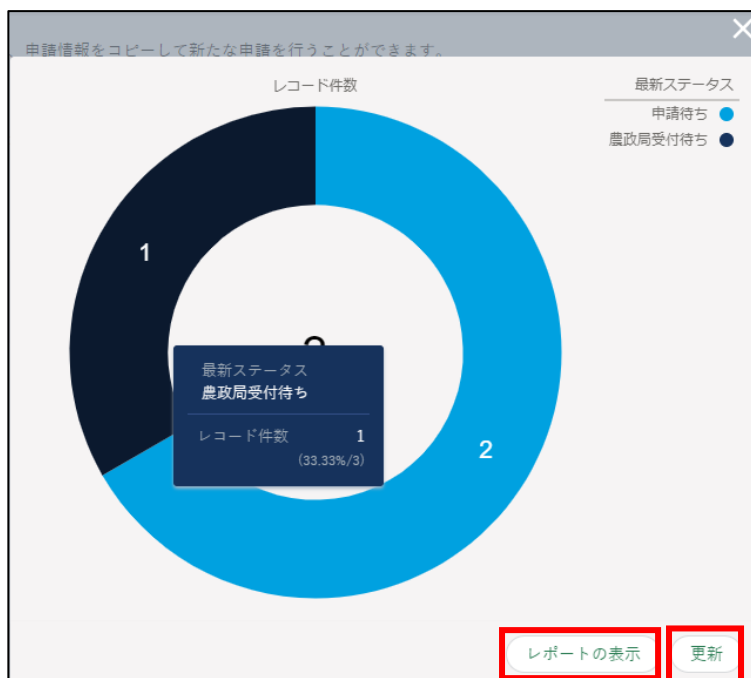 申請情報をコピーして新たな申請を行うことができます。
レコード件数
最新ステータス
申請待ち
農政局受付待ち
1
最新ステータス
農政局受付待ち
レコード件数 1
(33.33%/3)
2
レポートの表示
更新